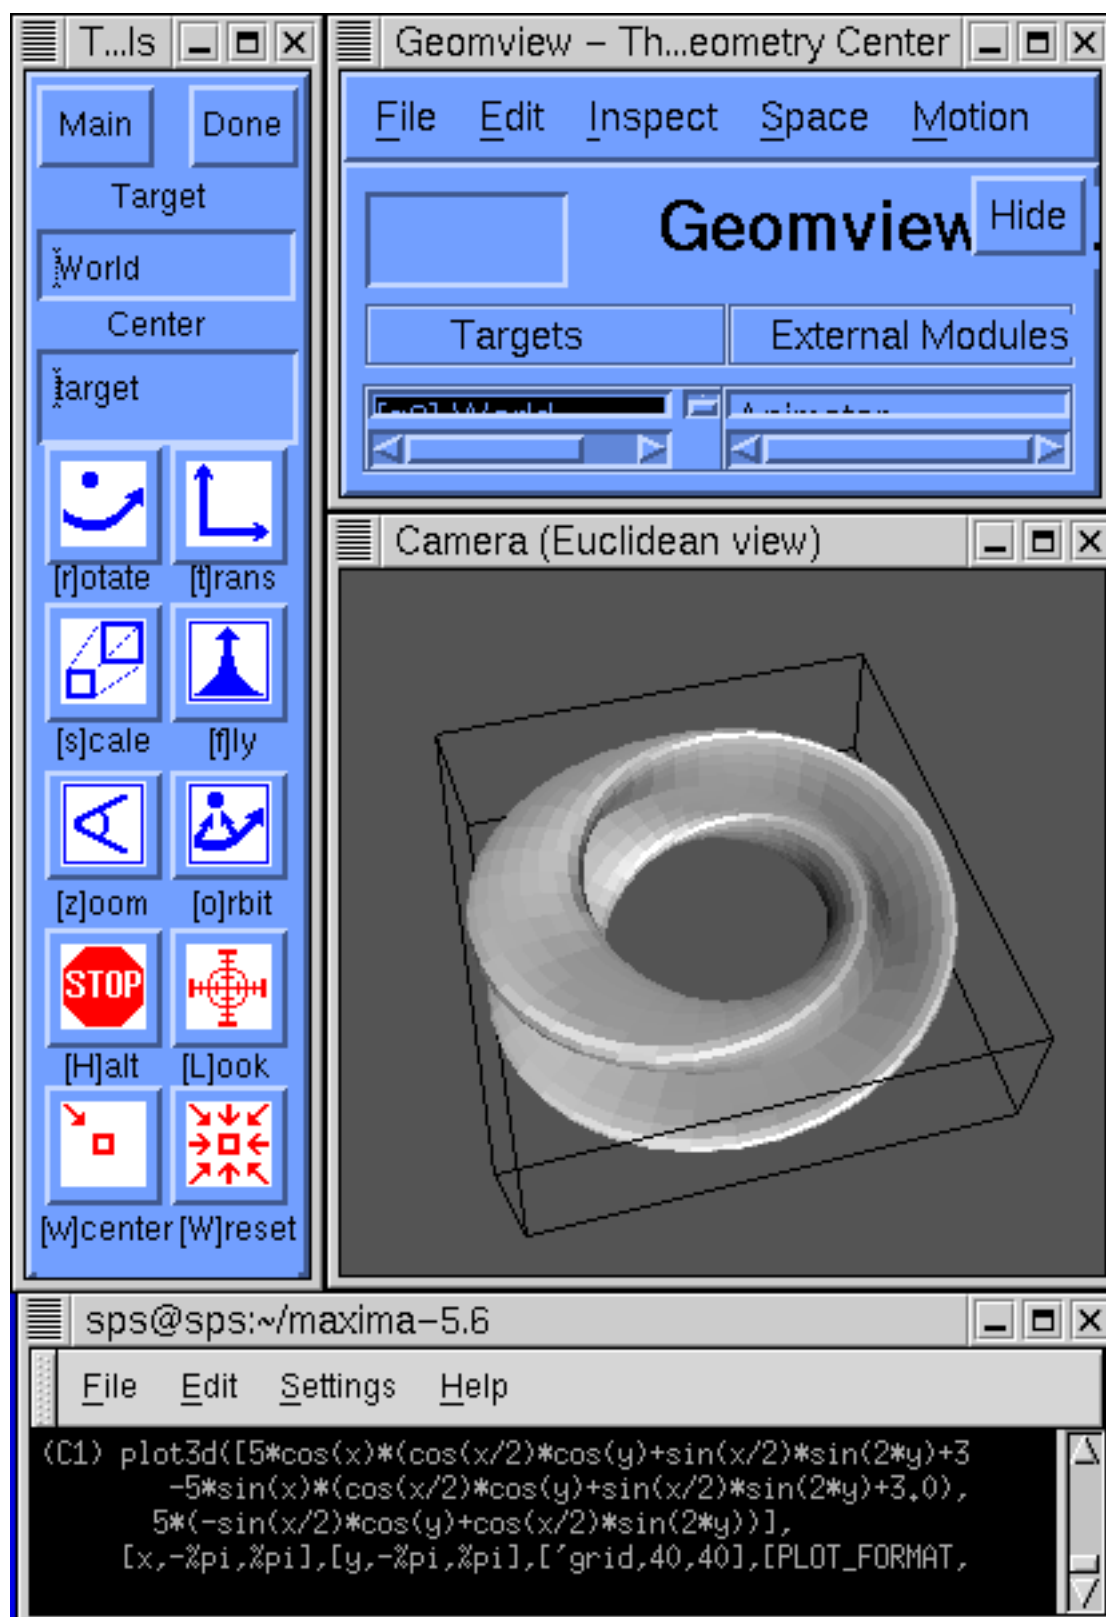 T...ls
Main Done
Target
World
Center
target
[r]otate [t]rans
[s]cale [f]ly
[z]oom [o]rbit
STOP
[H]alt [L]ook
[w]center [W]reset
Geomview – Th...eometry Center
File Edit Inspect Space Motion
Geomview
Hide
Targets External Modules
World Animator
Camera (Euclidean view)
sps@sps:~/maxima–5.6
File Edit Settings Help
(C1) plot3d([5*cos(x)*(cos(x/2)*cos(y)+sin(x/2)*sin(2*y)+3
-5*sin(x)*(cos(x/2)*cos(y)+sin(x/2)*sin(2*y)+3.0),
5*(-sin(x/2)*cos(y)+cos(x/2)*sin(2*y))],
[x,-%pi,%pi],[y,-%pi,%pi],['grid,40,40],[PLOT_FORMAT,